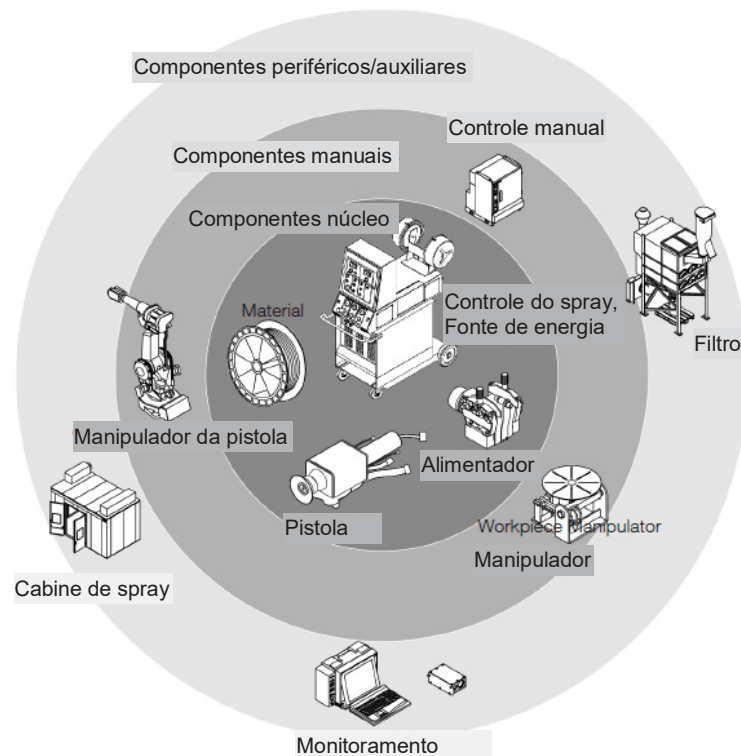 Componentes periféricos/auxiliares
Controle manual
Componentes manuais
Componentes núcleo
Material
Controle do spray,
Fonte de energia
Filtro
Manipulador da pistola
Alimentador
Pistola
Workpiece Manipulator
Manipulador
Cabine de spray
Monitoramento